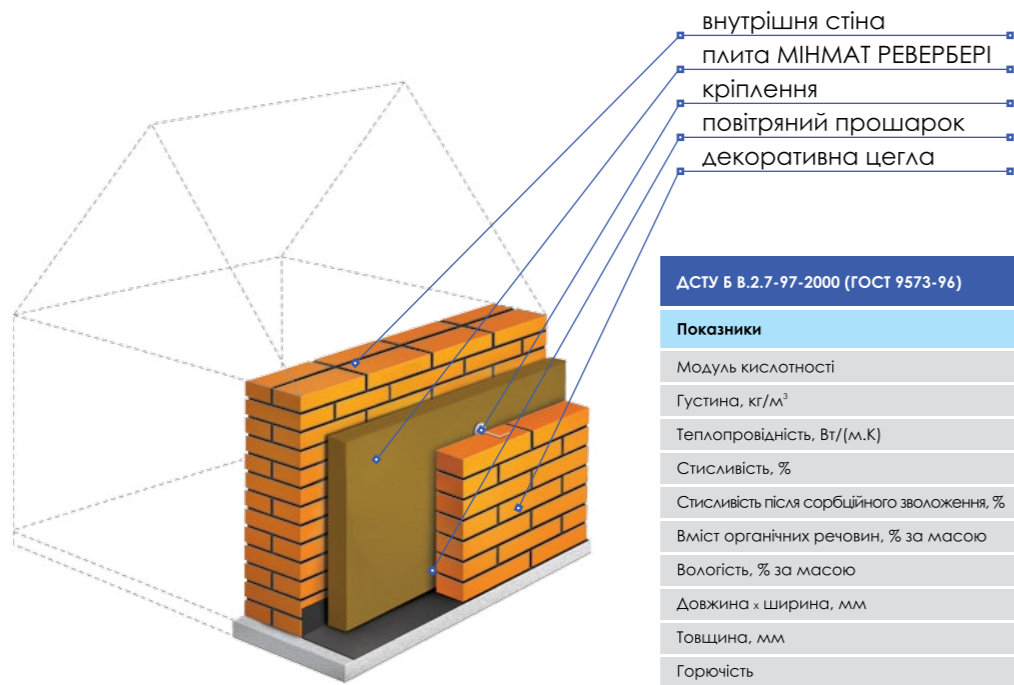 внутрішня стіна
плита МІНМАТ РЕВЕРБЕРІ
кріплення
повітряний прошарок
декоративна цегла
ДСТУ Б В.2.7-97-2000 (ГОСТ 9573-96)
Показники
Модуль кислотності
Густина, кг/м³
Теплопровідність, Вт/(м.К)
Стисливість, %
Стисливість після сорбційного зволоження, %
Вміст органічних речовин, % за масою
Вологість, % за масою
Довжина x ширина, мм
Товщина, мм
Горючість